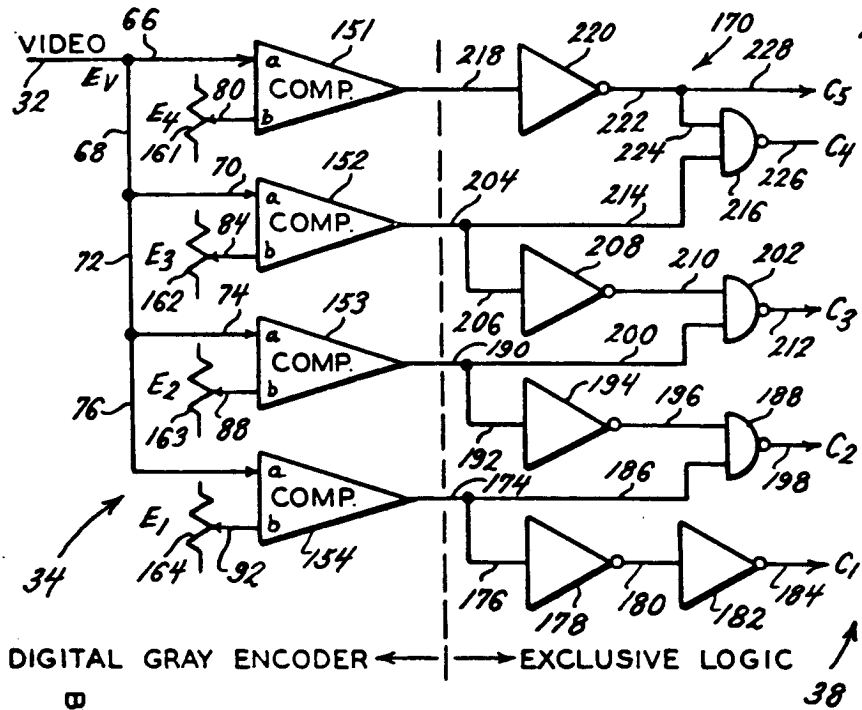 VIDEO 66 151 220 170 228
32 Ev a COMP. b 218 222 C5
E4 80 161 224 C4
68 226 216
70 152 204 214
a COMP. b
72 E3 84 162 208 210 202
206 C3
74 153 190 200 212
a COMP. b
76 E2 88 163 194 196 188
192 C2
174 186 198
a COMP. b
34 E1 164 92 154 176 178 180 182 184 C1
DIGITAL GRAY ENCODER EXCLUSIVE LOGIC 38
B